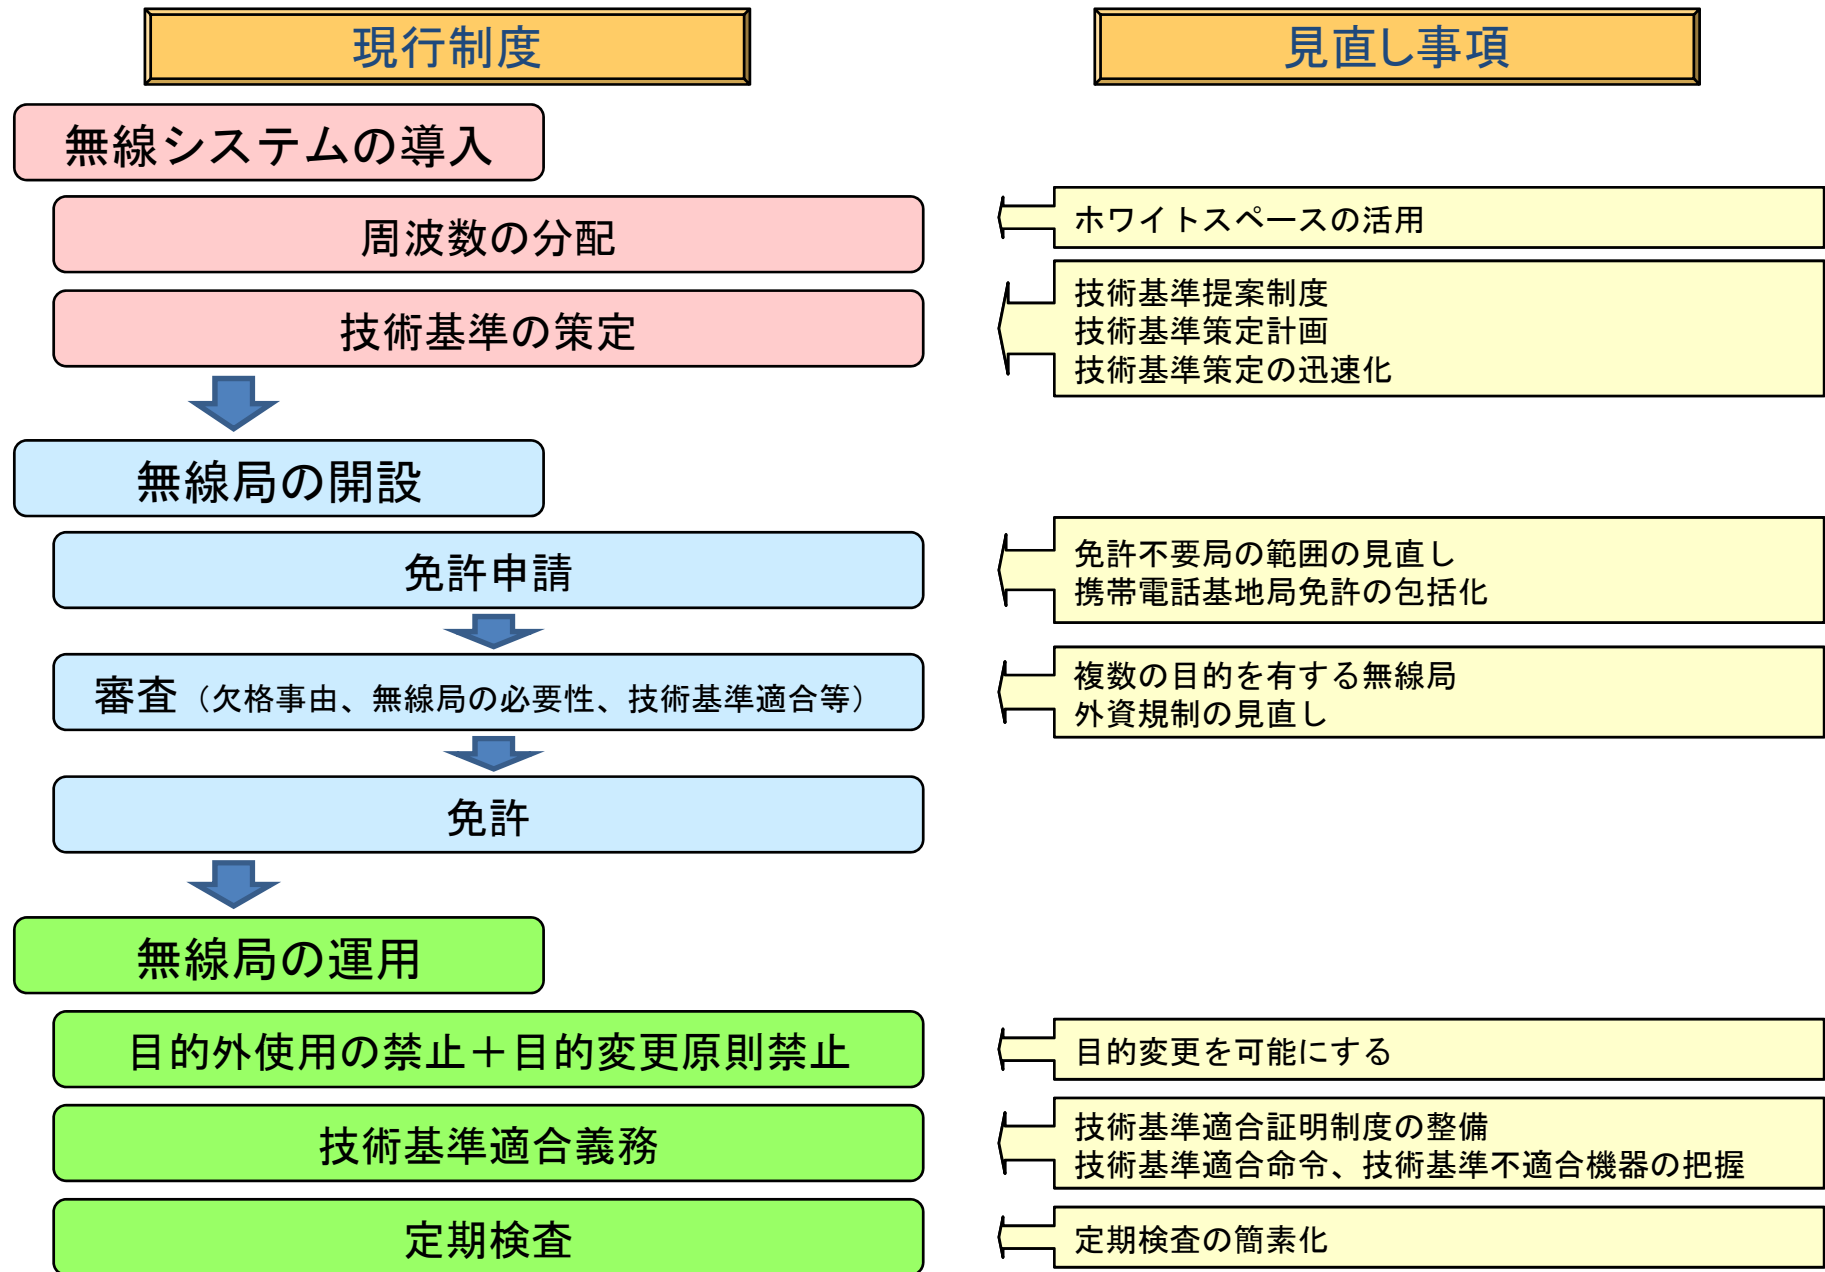 現行制度
見直し事項
無線システムの導入
周波数の分配
ホワイトスペースの活用
技術基準の策定
技術基準提案制度
技術基準策定計画
技術基準策定の迅速化
無線局の開設
免許申請
免許不要局の範囲の見直し
携帯電話基地局免許の包括化
審査（欠格事由、無線局の必要性、技術基準適合等）
複数の目的を有する無線局
外資規制の見直し
免許
無線局の運用
目的外使用の禁止＋目的変更原則禁止
目的変更を可能にする
技術基準適合義務
技術基準適合証明制度の整備
技術基準適合命令、技術基準不適合機器の把握
定期検査
定期検査の簡素化